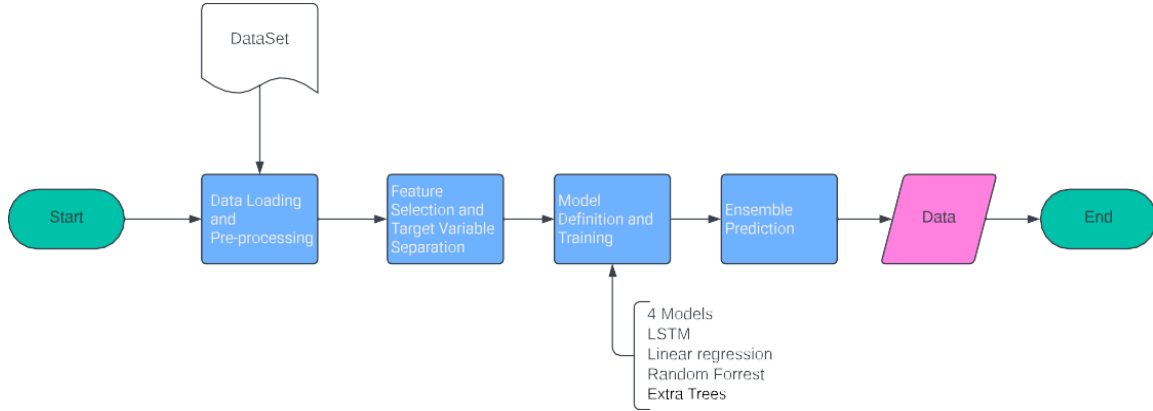 DataSet
Start
Data Loading
and
Pre-processing
Feature
Selection and
Target Variable
Separation
Model
Definition and
Training
Ensemble
Prediction
Data
End
4 Models
LSTM
Linear regression
Random Forrest
Extra Trees